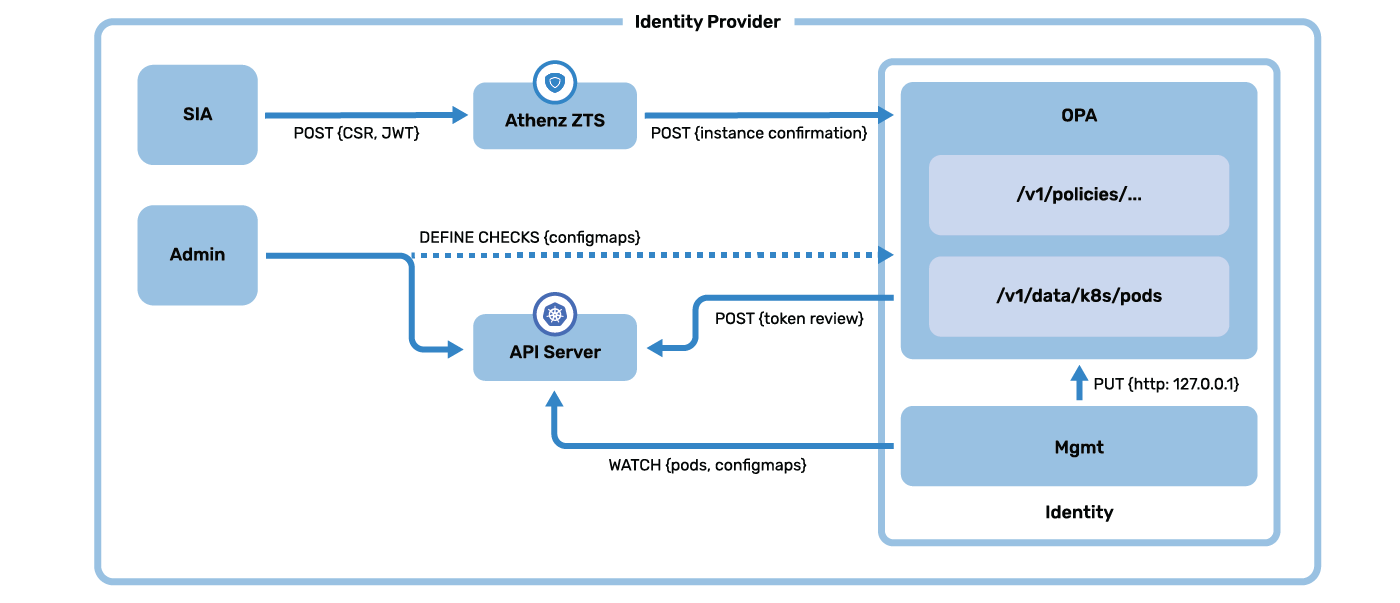 Identity Provider
SIA
POST {CSR, JWT}
Athenz ZTS
POST {instance confirmation}
OPA
/v1/policies/...
Admin
DEFINE CHECKS {configmaps}
/v1/data/k8s/pods
POST {token review}
API Server
PUT {http: 127.0.0.1}
Mgmt
WATCH {pods, configmaps}
Identity